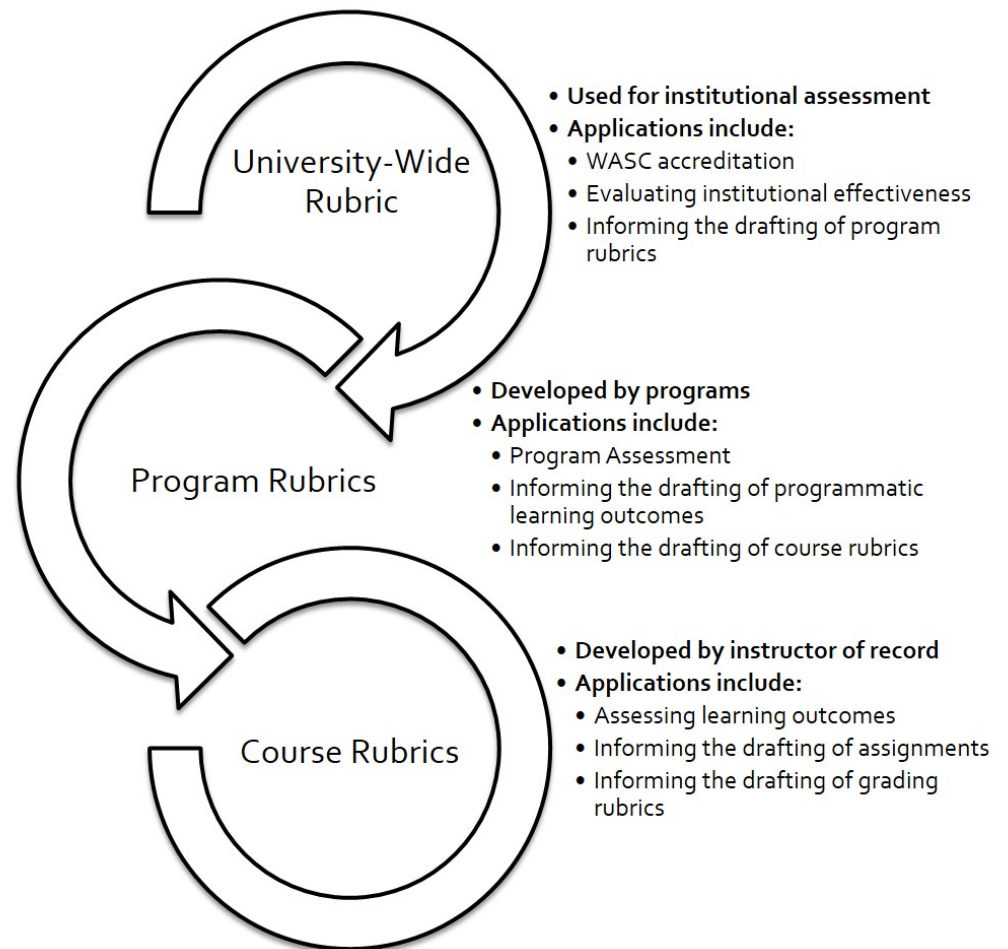 University-Wide
Rubric
• Used for institutional assessment
• Applications include:
• WASC accreditation
• Evaluating institutional effectiveness
• Informing the drafting of program
rubrics
Program Rubrics
• Developed by programs
• Applications include:
• Program Assessment
• Informing the drafting of programmatic
learning outcomes
• Informing the drafting of course rubrics
Course Rubrics
• Developed by instructor of record
• Applications include:
• Assessing learning outcomes
• Informing the drafting of assignments
• Informing the drafting of grading
rubrics